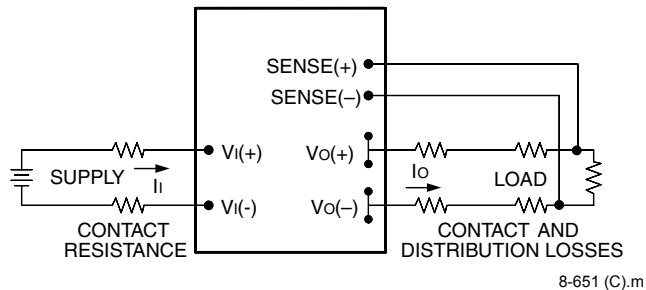 SENSE(+)
SENSE(–)
VI(+)
VO(+)
IO
SUPPLY
II
LOAD
VI(-)
VO(–)
CONTACT
RESISTANCE
CONTACT AND
DISTRIBUTION LOSSES
8-651 (C).m